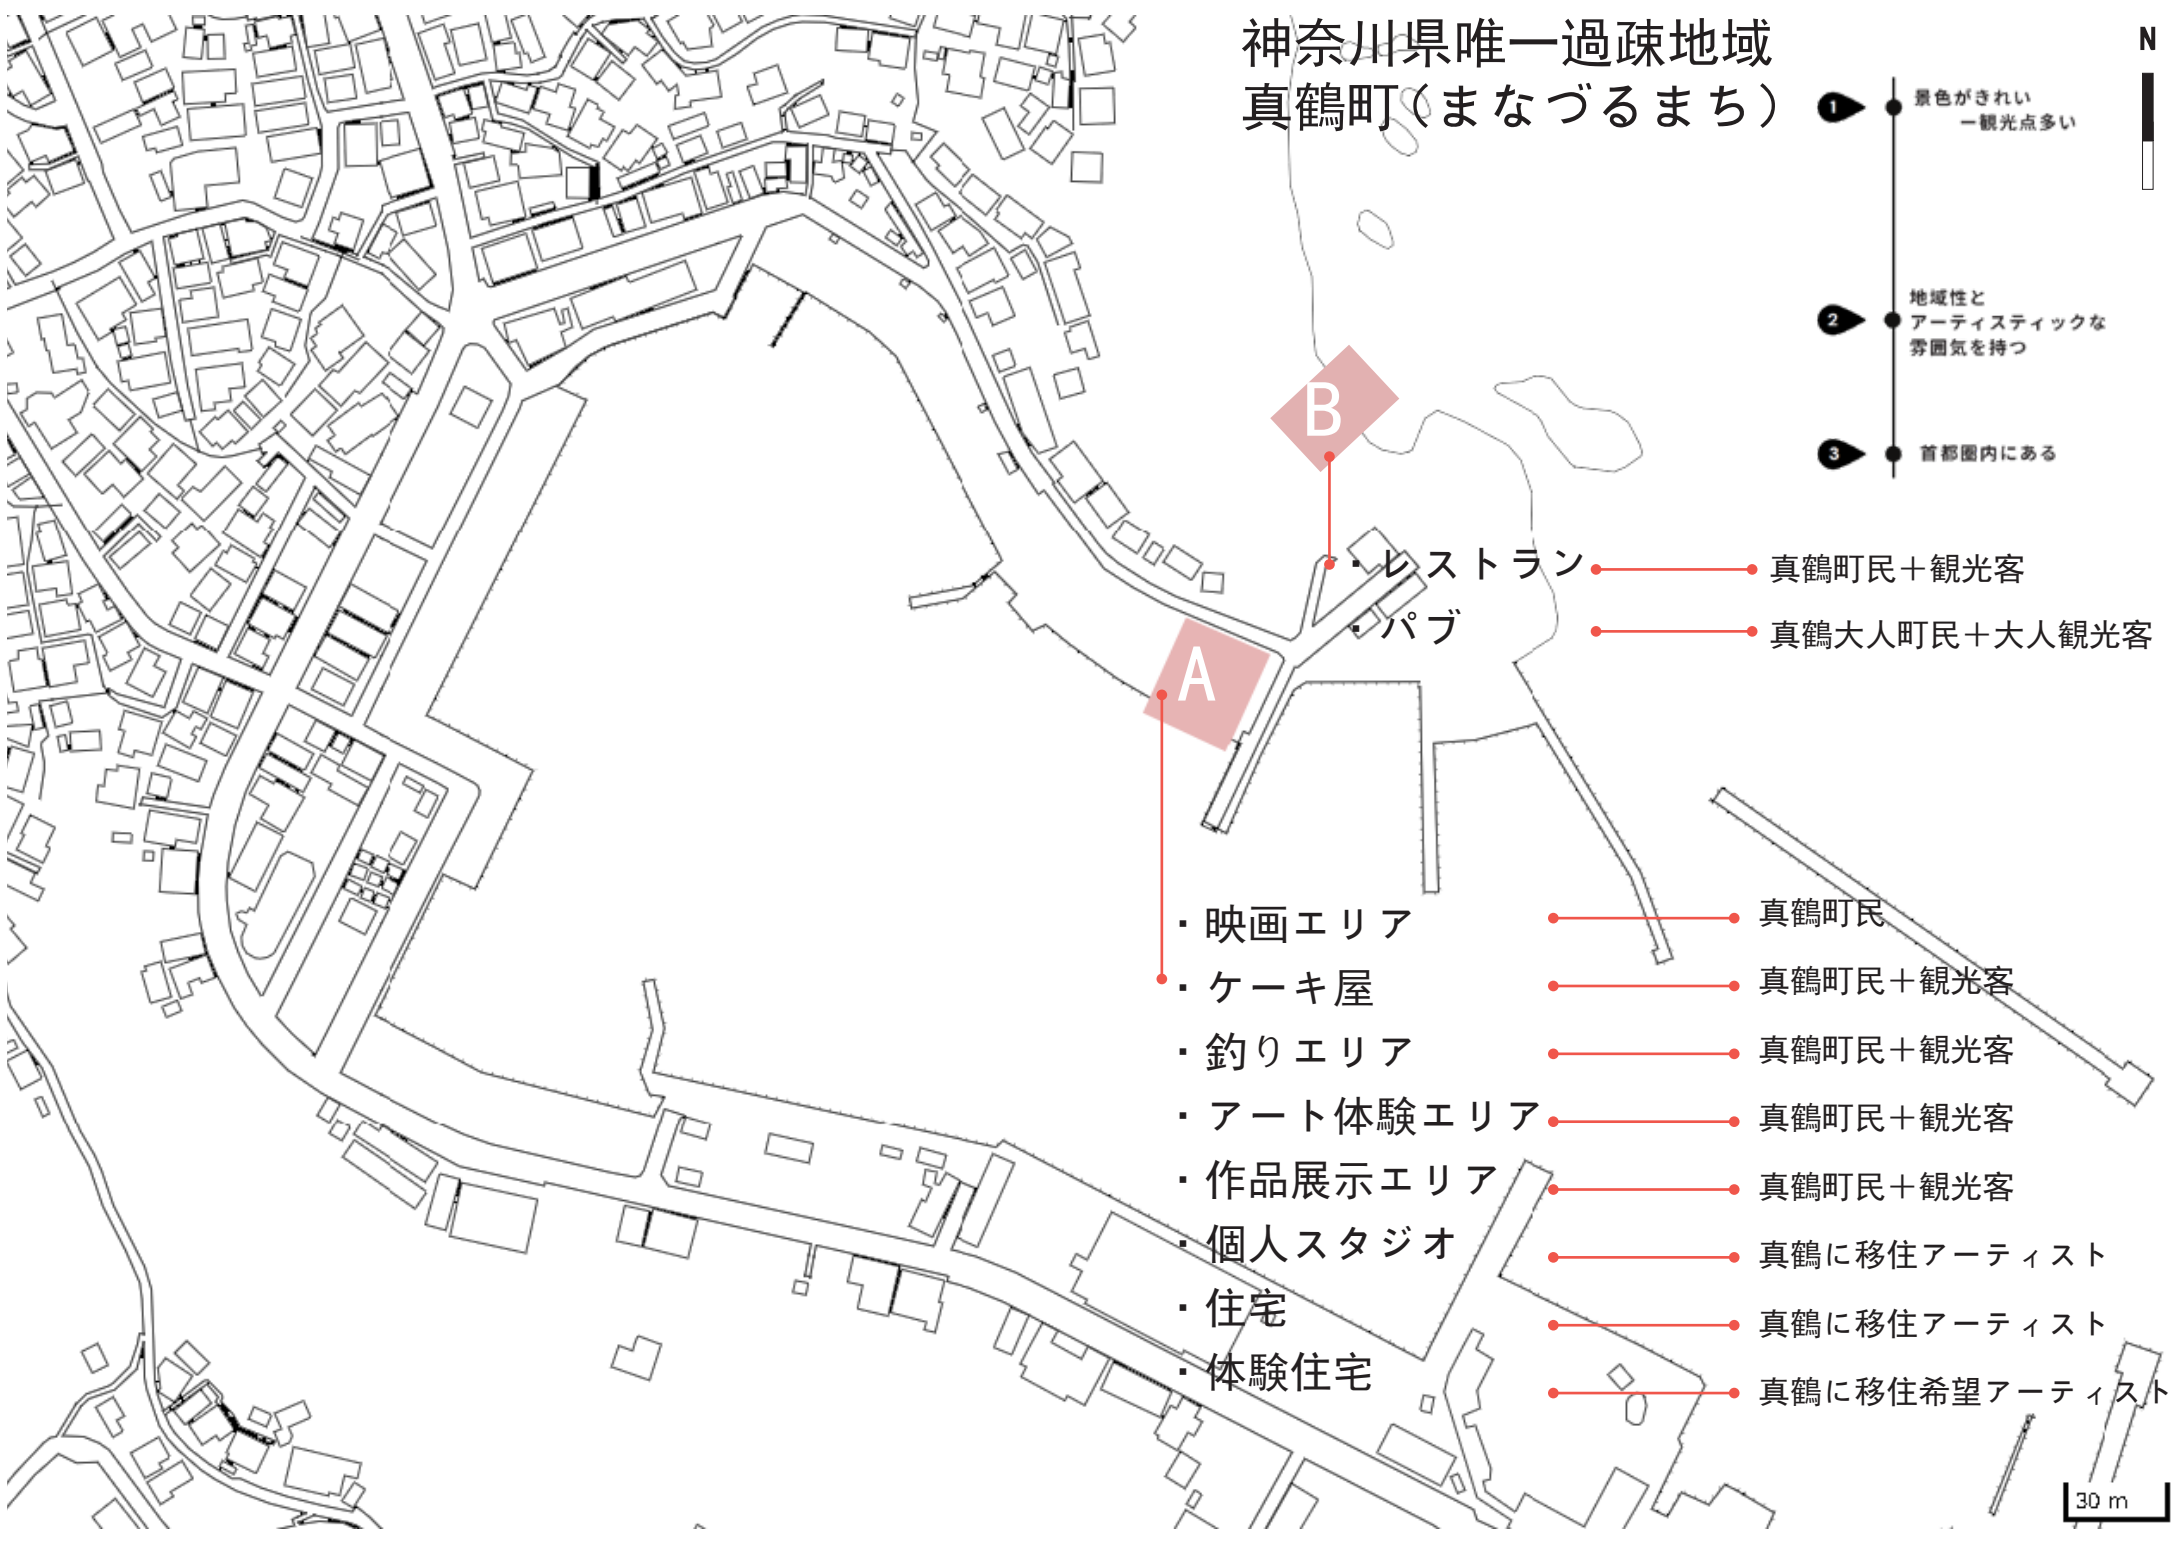 神奈川県唯一過疎地域
真鶴町(まなづるまち)
N
1
景色がきれい
ー観光点多い
2
地域性と
アーティスティックな
雰囲気を持つ
3
首都圏内にある
B
・レストラン
真鶴町民＋観光客
・パブ
真鶴大人町民＋大人観光客
A
・映画エリア
真鶴町民
・ケーキ屋
真鶴町民＋観光客
・釣りエリア
真鶴町民＋観光客
・アート体験エリア
真鶴町民＋観光客
・作品展示エリア
真鶴町民＋観光客
・個人スタジオ
真鶴に移住アーティスト
・住宅
真鶴に移住アーティスト
・体験住宅
真鶴に移住希望アーティスト
30 m